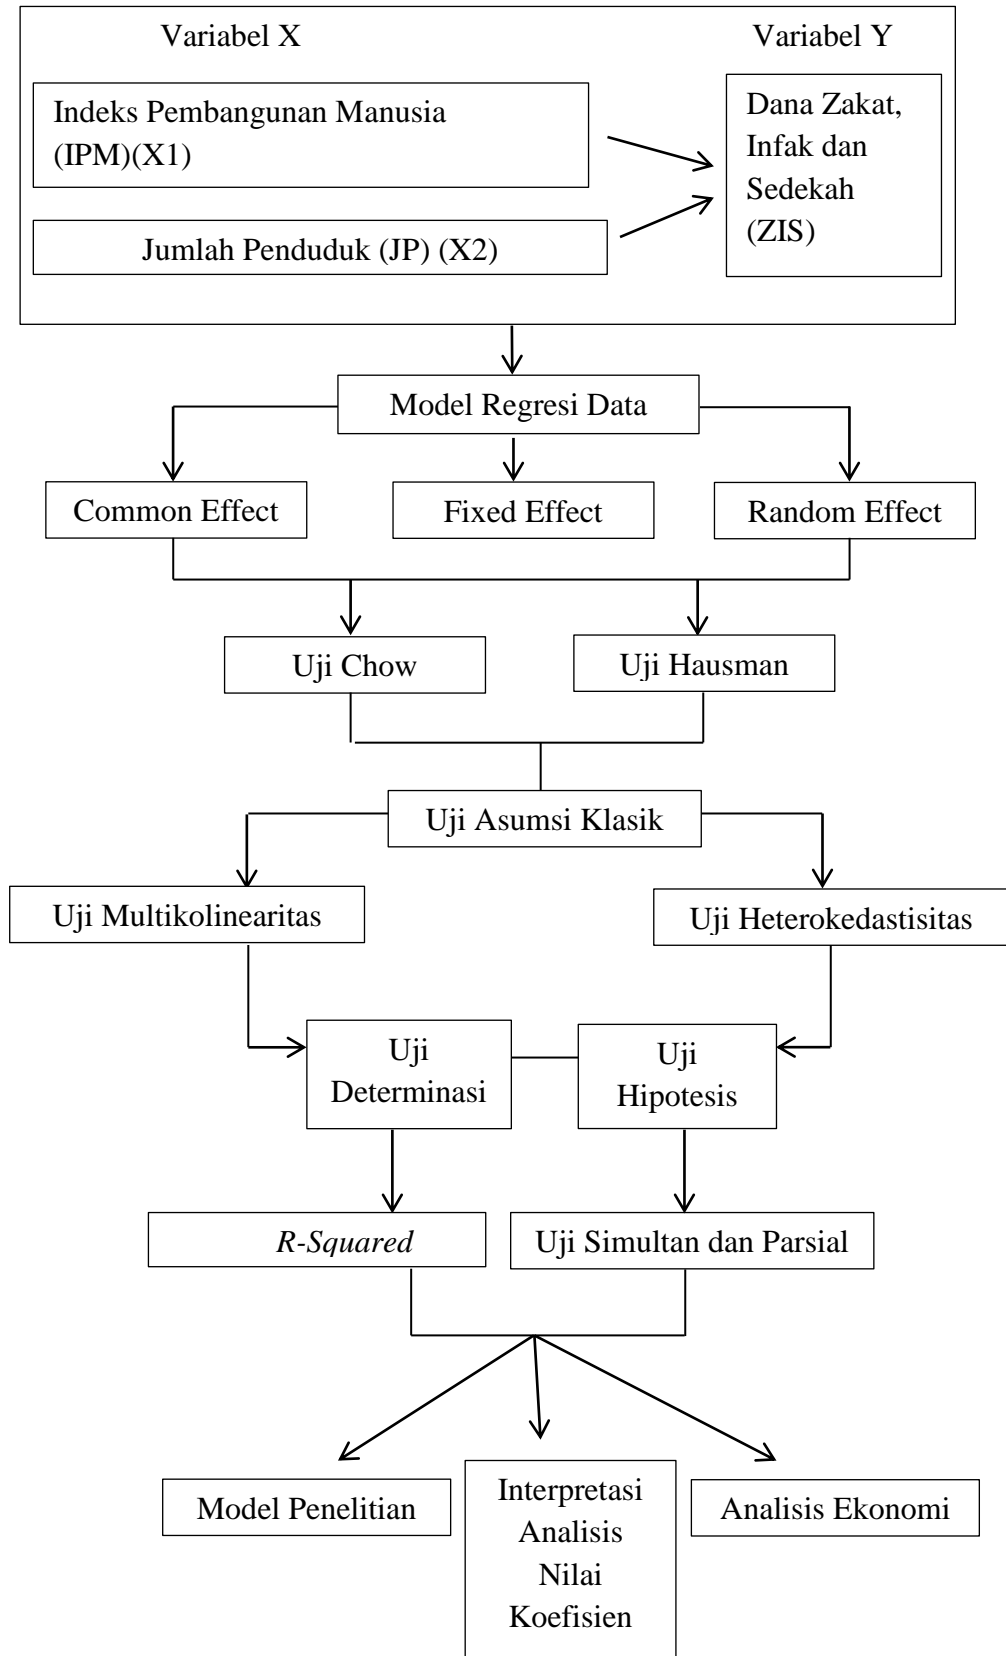 Variabel X
Variabel Y
Indeks Pembangunan Manusia
(IPM)(X1)
Dana Zakat,
Infak dan
Sedekah
(ZIS)
Jumlah Penduduk (JP) (X2)
Model Regresi Data
Common Effect
Fixed Effect
Random Effect
Uji Chow
Uji Hausman
Uji Asumsi Klasik
Uji Multikolinearitas
Uji Heterokedastisitas
Uji
Determinasi
Uji
Hipotesis
R-Squared
Uji Simultan dan Parsial
Model Penelitian
Interpretasi
Analisis
Nilai
Koefisien
Analisis Ekonomi